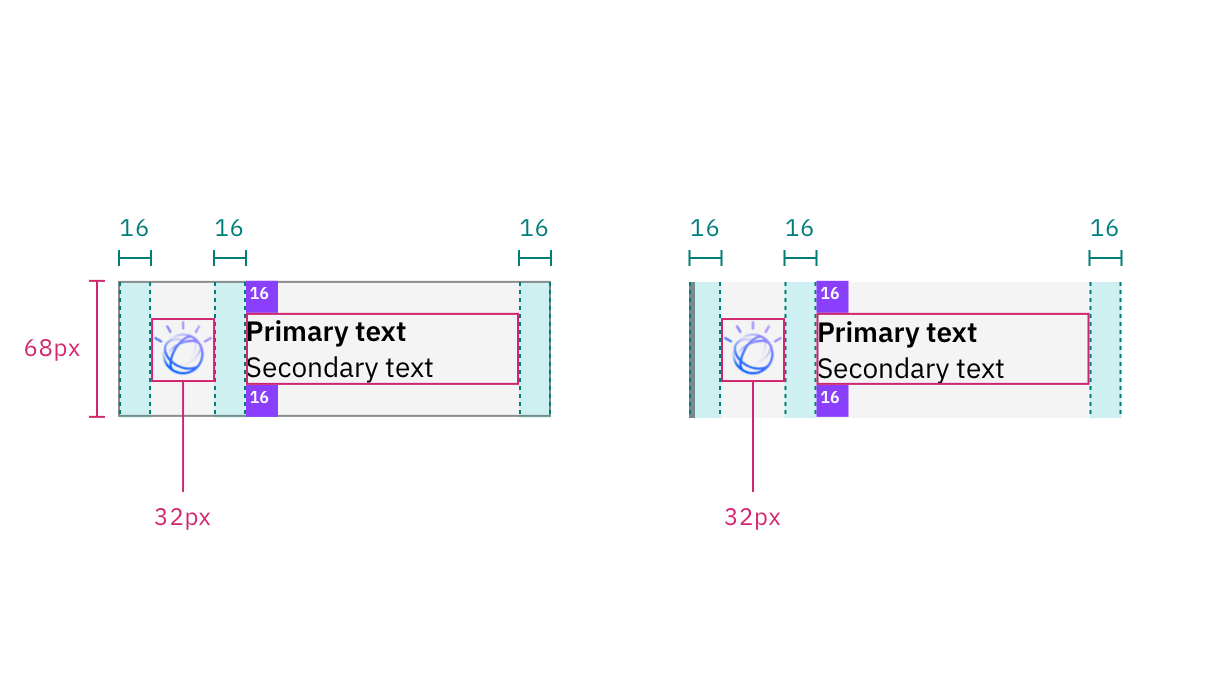 16 16 16
16 16 16
16
16
Primary text
Primary text
68px
Secondary text
Secondary text
16
16
32px
32px